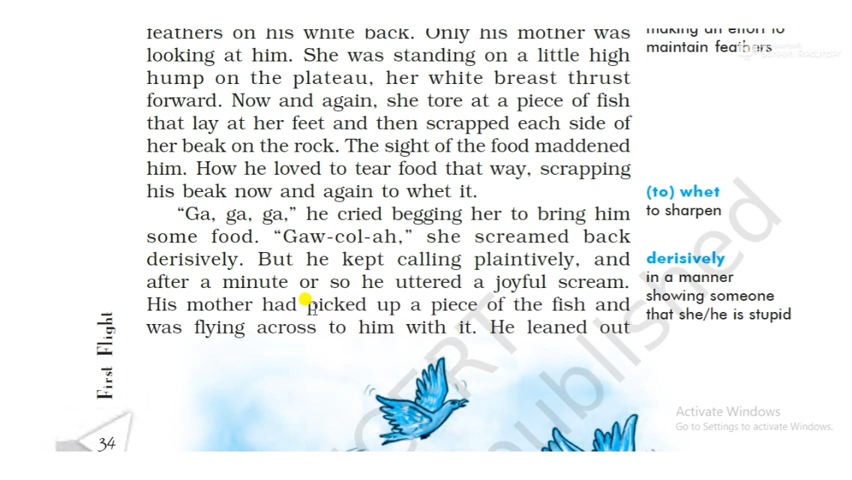 feathers on his white back. Only his mother was
looking at him. She was standing on a little high
hump on the plateau, her white breast thrust
forward. Now and again, she tore at a piece of fish
that lay at her feet and then scrapped each side of
her beak on the rock. The sight of the food maddened
him. How he loved to tear food that way, scrapping
his beak now and again to whet it.
“Ga, ga, ga,” he cried begging her to bring him
some food. “Gaw-col-ah,” she screamed back
derisively. But he kept calling plaintively, and
after a minute or so he uttered a joyful scream.
His mother had picked up a piece of the fish and
was flying across to him with it. He leaned out
making an effort to
maintain feathers
(to) whet
to sharpen
derisively
in a manner
showing someone
that she/he is stupid
First Flight
34
published
Activate Windows
Go to Settings to activate Windows.